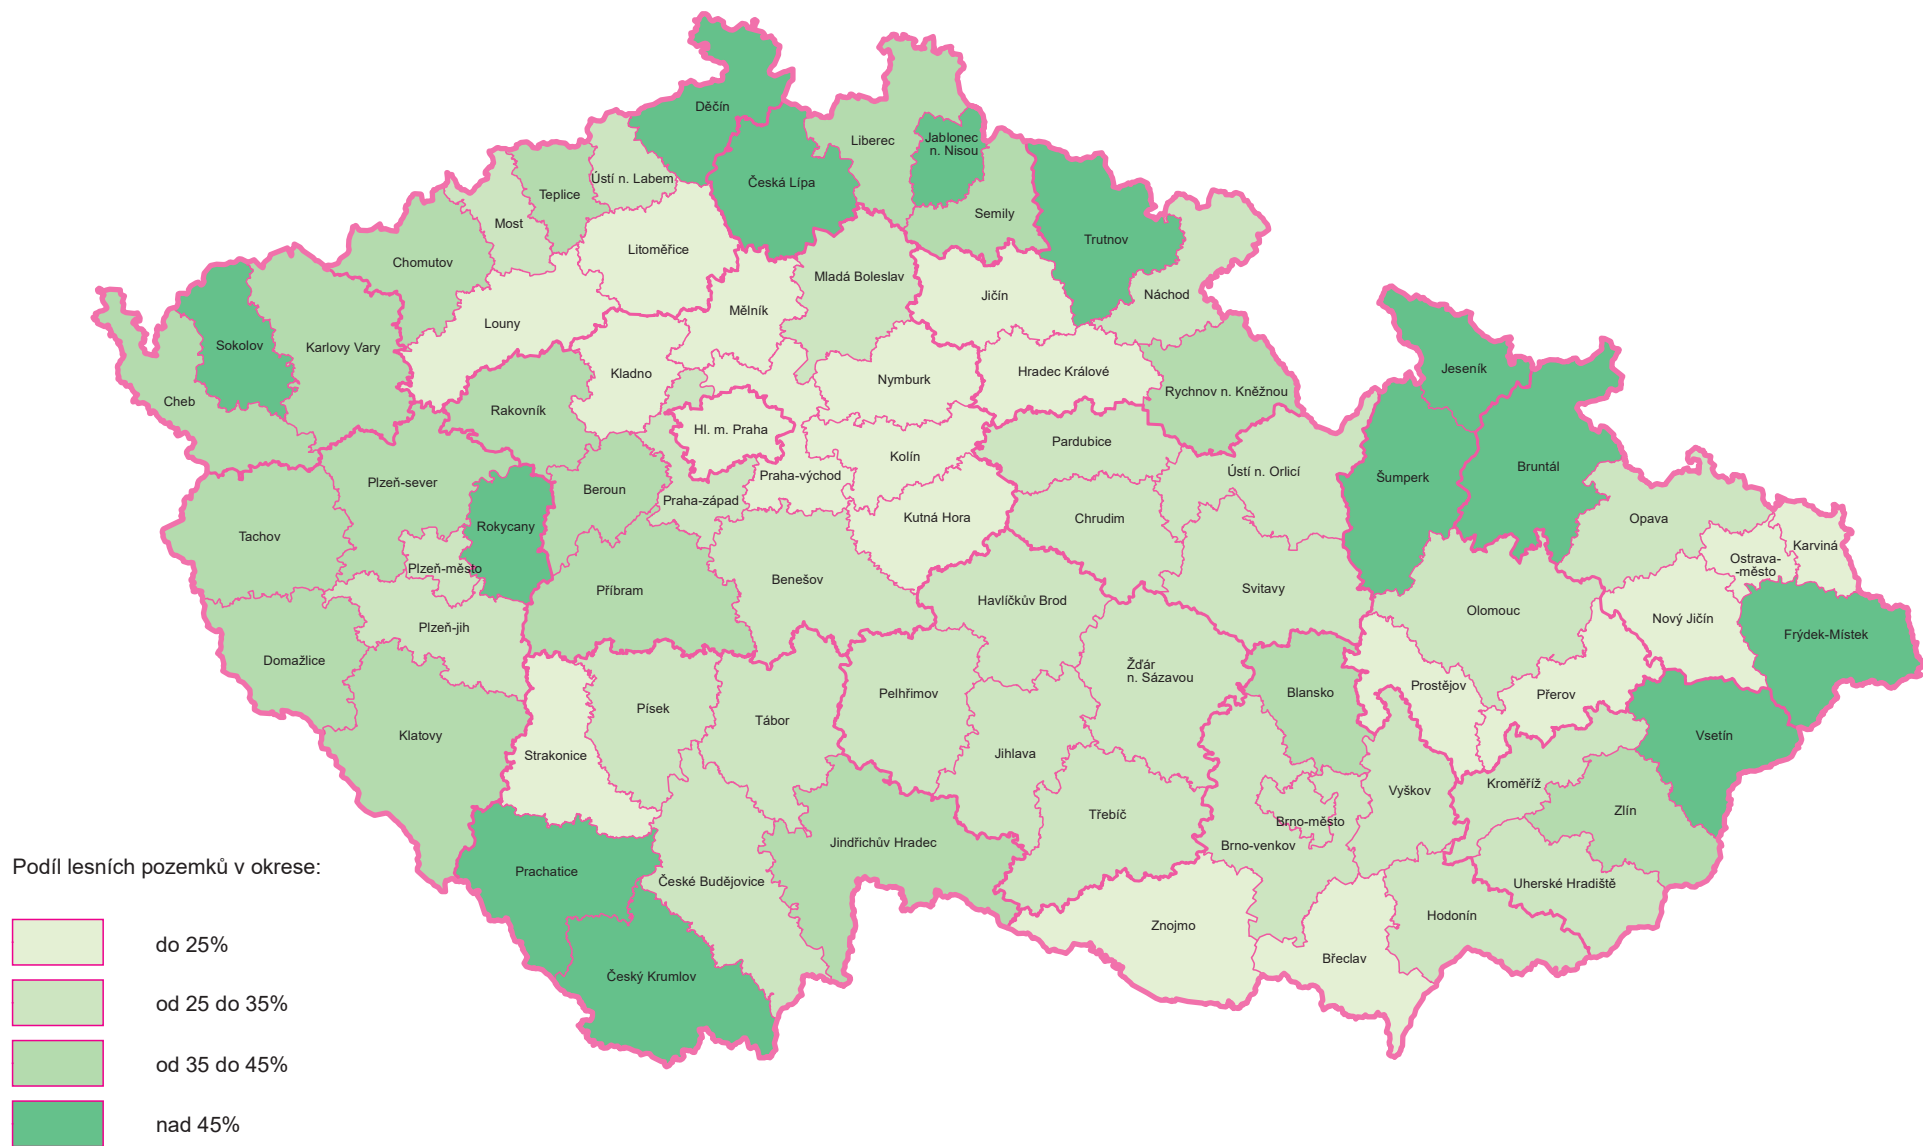 Děčín
Liberec
Jablonec
n. Nisou
Ústí n. Labem
Česká Lípa
Teplice
Most
Semily
Trutnov
Litoměřice
Chomutov
Mladá Boleslav
Jičín
Náchod
Mělník
Louny
Sokolov
Karlovy Vary
Kladno
Nymburk
Hradec Králové
Jeseník
Rychnov n. Kněžnou
Cheb
Rakovník
Hl. m. Praha
Pardubice
Kolín
Bruntál
Ústí n. Orlicí
Praha-východ
Šumperk
Plzeň-sever
Beroun
Praha-západ
Kutná Hora
Chrudim
Opava
Rokycany
Tachov
Karviná
Ostrava-
-město
Plzeň-město
Benešov
Příbram
Svitavy
Havlíčkův Brod
Olomouc
Nový Jičín
Plzeň-jih
Frýdek-Místek
Domažlice
Žďár
n. Sázavou
Prostějov
Pelhřimov
Blansko
Přerov
Písek
Tábor
Klatovy
Vsetín
Strakonice
Jihlava
Kroměříž
Vyškov
Zlín
Třebíč
Brno-město
Jindřichův Hradec
Brno-venkov
Prachatice
České Budějovice
Uherské Hradiště
Hodonín
Znojmo
Břeclav
Český Krumlov
Podíl lesních pozemků v okrese:
do 25%
od 25 do 35%
od 35 do 45%
nad 45%